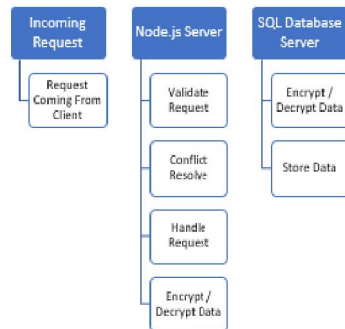 Incoming
Request
Request
Coming From
Client
Node.js Server
Validate
Request
Conflict
Resolve
Handle
Request
Encrypt /
Decrypt Data
SQL Database
Server
Encrypt /
Decrypt Data
Store Data